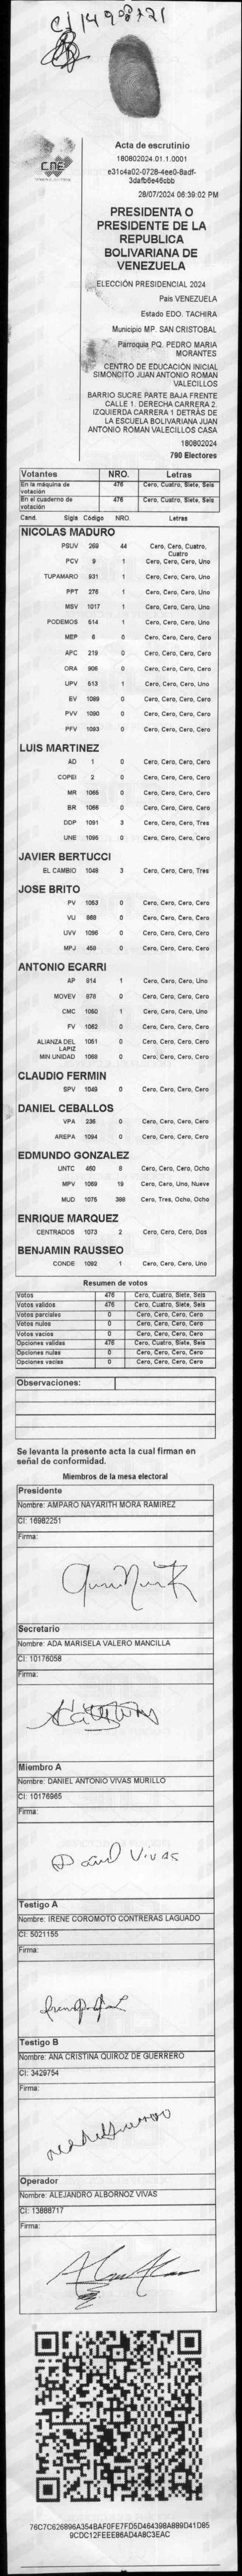 CNE
Acta de escrutinio
180802024.01.1.0001
e31c4a02-0728-4ee0-8adf-
3dafb6e46cbb
28/07/2024 06:39:02 PM
PRESIDENTA O
PRESIDENTE DE LA
REPUBLICA
BOLIVARIANA DE
VENEZUELA
ELECCIÓN PRESIDENCIAL 2024
País VENEZUELA
Estado EDO. TACHIRA
Municipio MP. SAN CRISTOBAL
Parroquia PQ. PEDRO MARIA
MORANTES
CENTRO DE EDUCACIÓN INICIAL
SIMONCITO JUAN ANTONIO ROMAN
VALECILLOS
BARRIO SUCRE PARTE BAJA FRENTE
CALLE 1. DERECHA CARRERA 2.
IZQUIERDA CARRERA 1 DETRÁS DE
LA ESCUELA BOLIVARIANA JUAN
ANTONIO ROMAN VALECILLOS CASA
180802024
790 Electores
Votantes NRO. Letras
En la máquina de votación 476 Cero, Cuatro, Siete, Seis
En el cuaderno de votación 476 Cero, Cuatro, Siete, Seis
Cand. Sigla Código NRO. Letras
NICOLAS MADURO
PSUV 269 44 Cero, Cero, Cuatro, Cuatro
PCV 9 1 Cero, Cero, Cero, Uno
TUPAMARO 931 1 Cero, Cero, Cero, Uno
PPT 276 1 Cero, Cero, Cero, Uno
MSV 1017 1 Cero, Cero, Cero, Uno
PODEMOS 514 1 Cero, Cero, Cero, Uno
MEP 6 0 Cero, Cero, Cero, Cero
APC 219 0 Cero, Cero, Cero, Cero
ORA 906 0 Cero, Cero, Cero, Cero
UPV 513 1 Cero, Cero, Cero, Uno
EV 1089 0 Cero, Cero, Cero, Cero
PVV 1090 0 Cero, Cero, Cero, Cero
PFV 1093 0 Cero, Cero, Cero, Cero
LUIS MARTINEZ
AD 1 0 Cero, Cero, Cero, Cero
COPEI 2 0 Cero, Cero, Cero, Cero
MR 1065 0 Cero, Cero, Cero, Cero
BR 1066 0 Cero, Cero, Cero, Cero
DDP 1091 3 Cero, Cero, Cero, Tres
UNE 1095 0 Cero, Cero, Cero, Cero
JAVIER BERTUCCI
EL CAMBIO 1048 3 Cero, Cero, Cero, Tres
JOSE BRITO
PV 1053 0 Cero, Cero, Cero, Cero
VU 868 0 Cero, Cero, Cero, Cero
UVV 1096 0 Cero, Cero, Cero, Cero
MPJ 459 0 Cero, Cero, Cero, Cero
ANTONIO ECARRI
AP 814 1 Cero, Cero, Cero, Uno
MOVEV 878 0 Cero, Cero, Cero, Cero
CMC 1050 1 Cero, Cero, Cero, Uno
FV 1062 0 Cero, Cero, Cero, Cero
ALIANZA DEL LAPIZ 1051 0 Cero, Cero, Cero, Cero
MIN UNIDAD 1068 0 Cero, Cero, Cero, Cero
CLAUDIO FERMIN
SPV 1049 0 Cero, Cero, Cero, Cero
DANIEL CEBALLOS
VPA 236 0 Cero, Cero, Cero, Cero
AREPA 1094 0 Cero, Cero, Cero, Cero
EDMUNDO GONZALEZ
UNTC 460 8 Cero, Cero, Cero, Ocho
MPV 1069 19 Cero, Cero, Uno, Nueve
MUD 1075 388 Cero, Tres, Ocho, Ocho
ENRIQUE MARQUEZ
CENTRADOS 1073 2 Cero, Cero, Cero, Dos
BENJAMIN RAUSSEO
CONDE 1092 1 Cero, Cero, Cero, Uno
Resumen de votos
Votos 476 Cero, Cuatro, Siete, Seis
Votos validos 476 Cero, Cuatro, Siete, Seis
Votos parciales 0 Cero, Cero, Cero, Cero
Votos nulos 0 Cero, Cero, Cero, Cero
Votos vacios 0 Cero, Cero, Cero, Cero
Opciones validas 476 Cero, Cuatro, Siete, Seis
Opciones nulas 0 Cero, Cero, Cero, Cero
Opciones vacias 0 Cero, Cero, Cero, Cero
Observaciones:
Se levanta la presente acta la cual firman en
señal de conformidad.
Miembros de la mesa electoral
Presidente
Nombre: AMPARO NAYARITH MORA RAMIREZ
CI: 16982251
Firma:
Secretario
Nombre: ADA MARISELA VALERO MANCILLA
CI: 10176058
Firma:
Miembro A
Nombre: DANIEL ANTONIO VIVAS MURILLO
CI: 10176965
Firma:
Daniel Vivas
Testigo A
Nombre: IRENE COROMOTO CONTRERAS LAGUADO
CI: 5021155
Firma:
Testigo B
Nombre: ANA CRISTINA QUIROZ DE GUERRERO
CI: 3429754
Firma:
Operador
Nombre: ALEJANDRO ALBORNOZ VIVAS
CI: 13888717
Firma:
76C7C626896A354BAF0FE7FD5D464398A889D41D85
9CDC12FEEE86AD4A8C3EAC